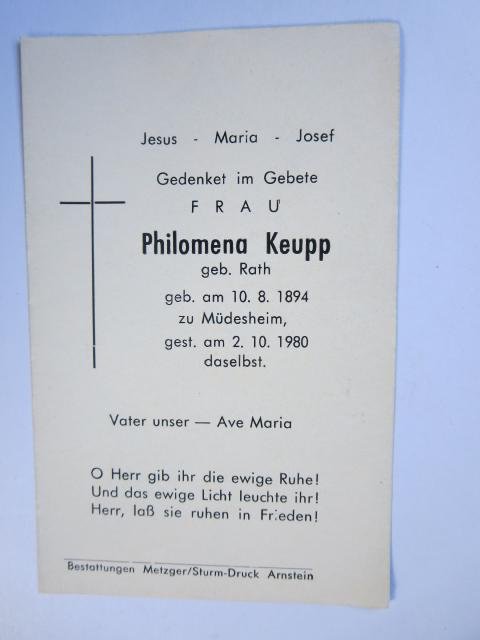 Jesus - Maria - Josef
Gedenket im Gebete
FRAU
Philomena Keupp
geb. Rath
geb. am 10. 8. 1894
zu Müdesheim,
gest. am 2. 10. 1980
daselbst.
Vater unser — Ave Maria
O Herr gib ihr die ewige Ruhe!
Und das ewige Licht leuchte ihr!
Herr, laß sie ruhen in Frieden!
Bestattungen Metzger/Sturm-Druck Arnstein